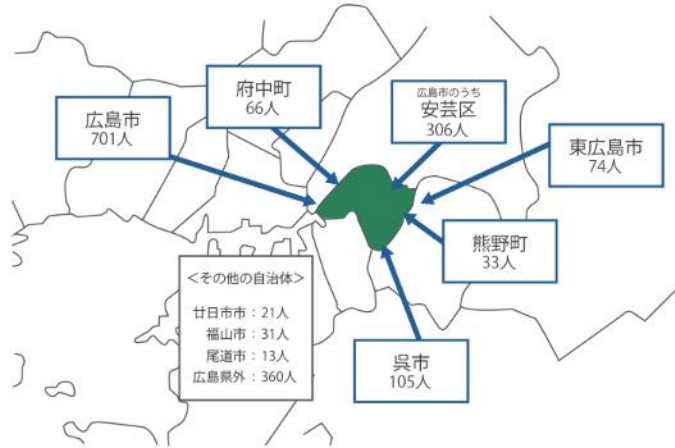 府中町
66人
広島市のうち
安芸区
306人
広島市
701人
東広島市
74人
熊野町
33人
＜その他の自治体＞
廿日市市：21人
福山市：31人
尾道市：13人
広島県外：360人
呉市
105人